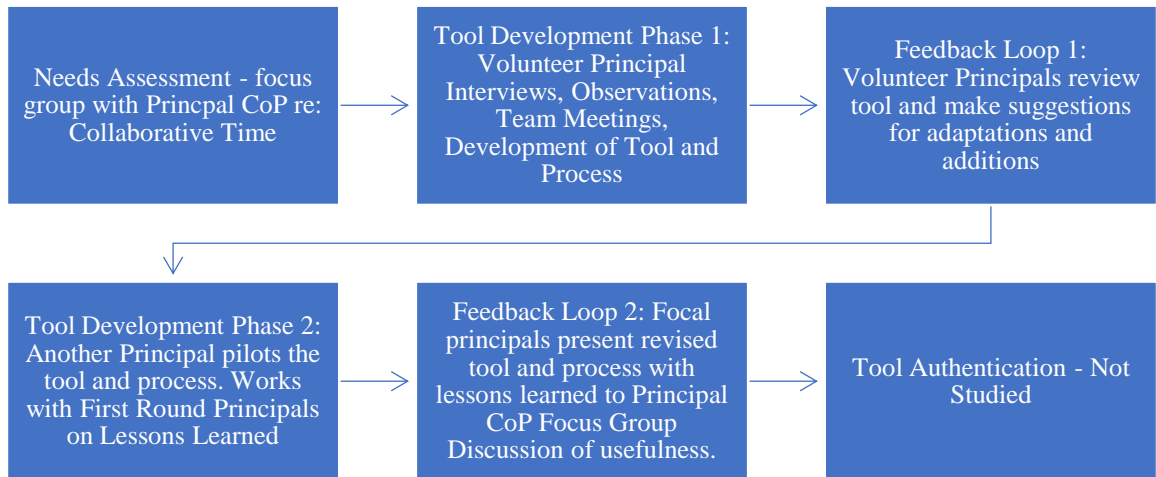 Needs Assessment - focus
group with Princpal CoP re:
Collaborative Time
Tool Development Phase 1:
Volunteer Principal
Interviews, Observations,
Team Meetings,
Development of Tool and
Process
Feedback Loop 1:
Volunteer Principals review
tool and make suggestions
for adaptations and
additions
Tool Development Phase 2:
Another Principal pilots the
tool and process. Works
with First Round Principals
on Lessons Learned
Feedback Loop 2: Focal
principals present revised
tool and process with
lessons learned to Principal
CoP Focus Group
Discussion of usefulness.
Tool Authentication - Not
Studied